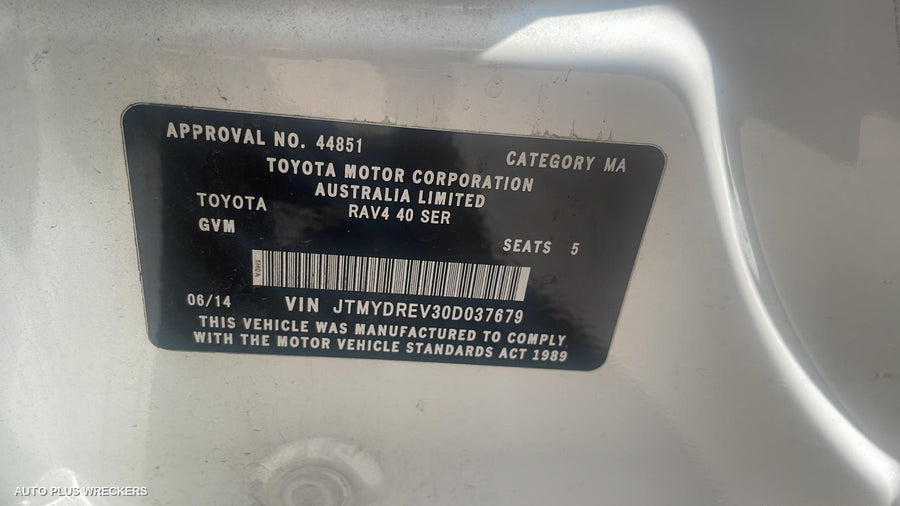 APPROVAL NO. 44851
CATEGORY MA
TOYOTA MOTOR CORPORATION
AUSTRALIA LIMITED
TOYOTA RAV4 40 SER
GVM
SEATS 5
06/14 VIN JTMYDREV30D037679
THIS VEHICLE WAS MANUFACTURED TO COMPLY
WITH THE MOTOR VEHICLE STANDARDS ACT 1989
AUTO PLUS WRECKERS